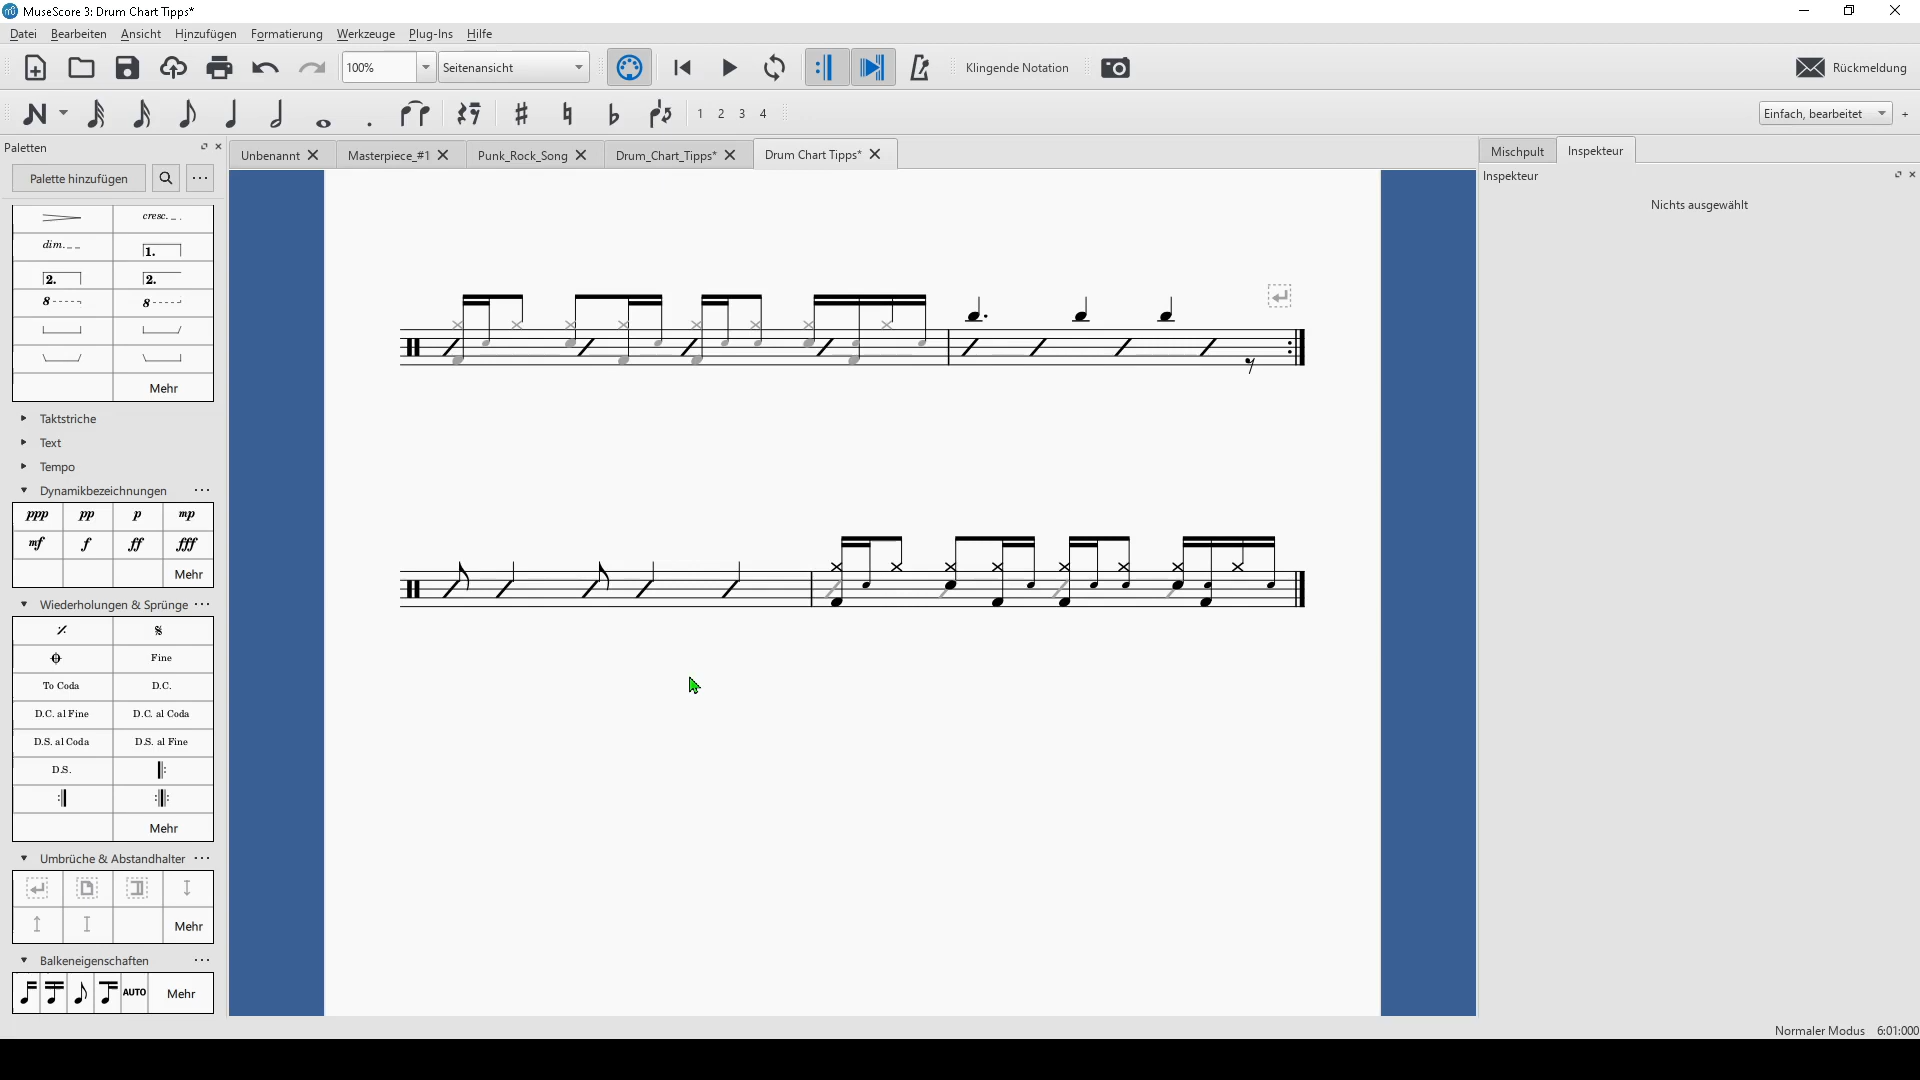 MuseScore 3: Drum Chart Tipps*
Datei Bearbeiten Ansicht Hinzufügen Formatierung Werkzeuge Plug-Ins Hilfe
100% Seitenansicht Klingende Notation Rückmeldung
1 2 3 4 Einfach, bearbeitet +
Paletten
Unbenannt Masterpiece_#1 Punk_Rock_Song Drum_Chart_Tipps* Drum Chart Tipps*
Mischpult Inspekteur
Palette hinzufügen ...
Inspekteur
Nichts ausgewählt
cresc.
dim. 1.
2. 2.
8 8
Mehr
Taktstriche
Text
Tempo
Dynamikbezeichnungen ...
ppp pp p mp
mf f ff fff
Mehr
Wiederholungen & Sprünge ...
Fine
To Coda D.C.
D.C. al Fine D.C. al Coda
D.S. al Coda D.S. al Fine
D.S.
Mehr
Umbrüche & Abstandhalter ...
Mehr
Balkeneigenschaften ...
AUTO Mehr
Normaler Modus 6:01:000